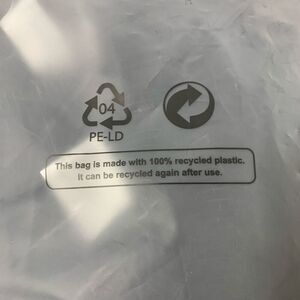 04
PE-LD
This bag is made with 100% recycled plastic.
It can be recycled again after use.